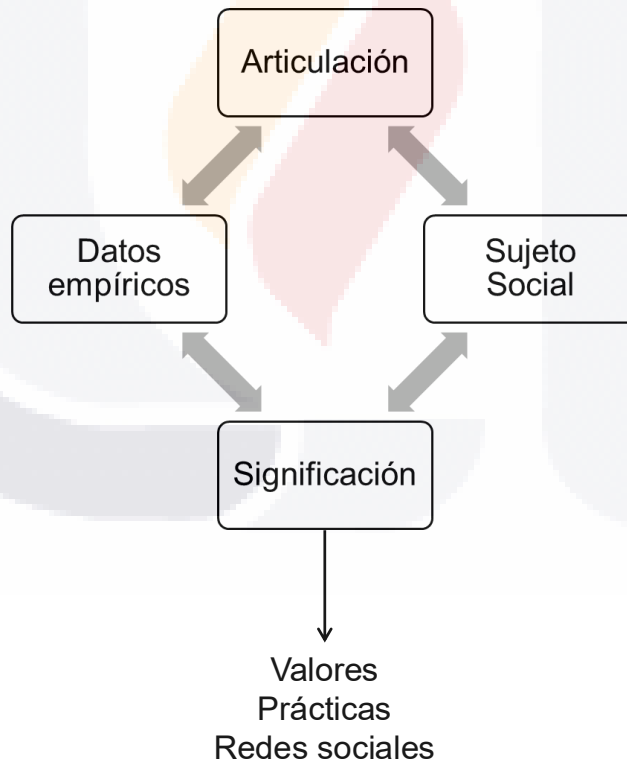 Articulación
Datos
empíricos
Sujeto
Social
Significación
Valores
Prácticas
Redes sociales